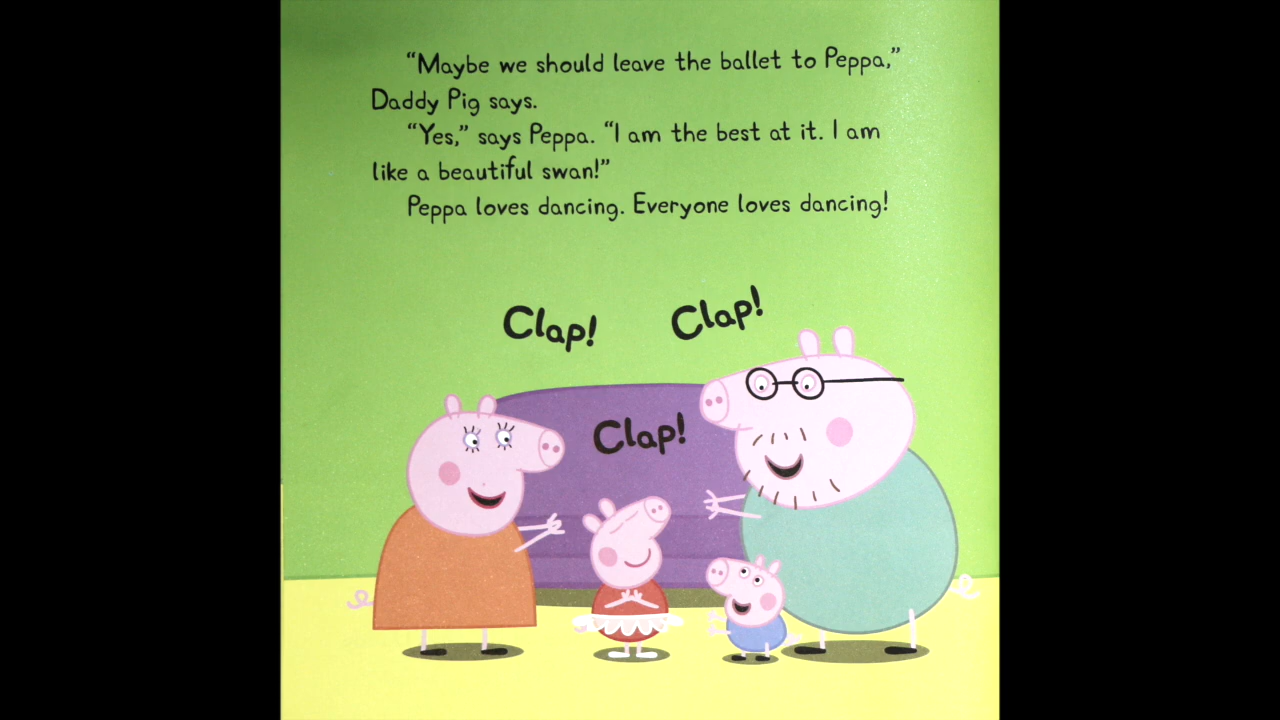 “Maybe we should leave the ballet to Peppa,”
Daddy Pig says.
“Yes,” says Peppa. “I am the best at it. I am
like a beautiful swan!”
Peppa loves dancing. Everyone loves dancing!
Clap! Clap!
Clap!